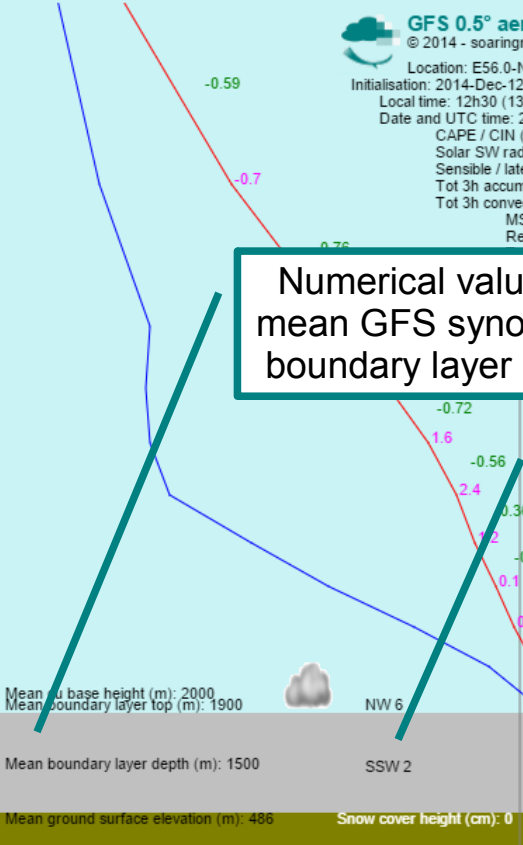 GFS 0.5° aer
© 2014 - soaringr
Location: E56.0-N
Initialisation: 2014-Dec-12
Local time: 12h30 (13
Date and UTC time: 2
CAPE / CIN (
Solar SW rad
Sensible / late
Tot 3h accum
Tot 3h conve
MS
Re
-0.59
-0.7
Numerical valu
mean GFS syno
boundary layer
-0.72
1.6
-0.56
2.4
0.1
Mean cu base height (m): 2000
Mean boundary layer top (m): 1900
NW 6
Mean boundary layer depth (m): 1500
SSW 2
Mean ground surface elevation (m): 486
Snow cover height (cm): 0